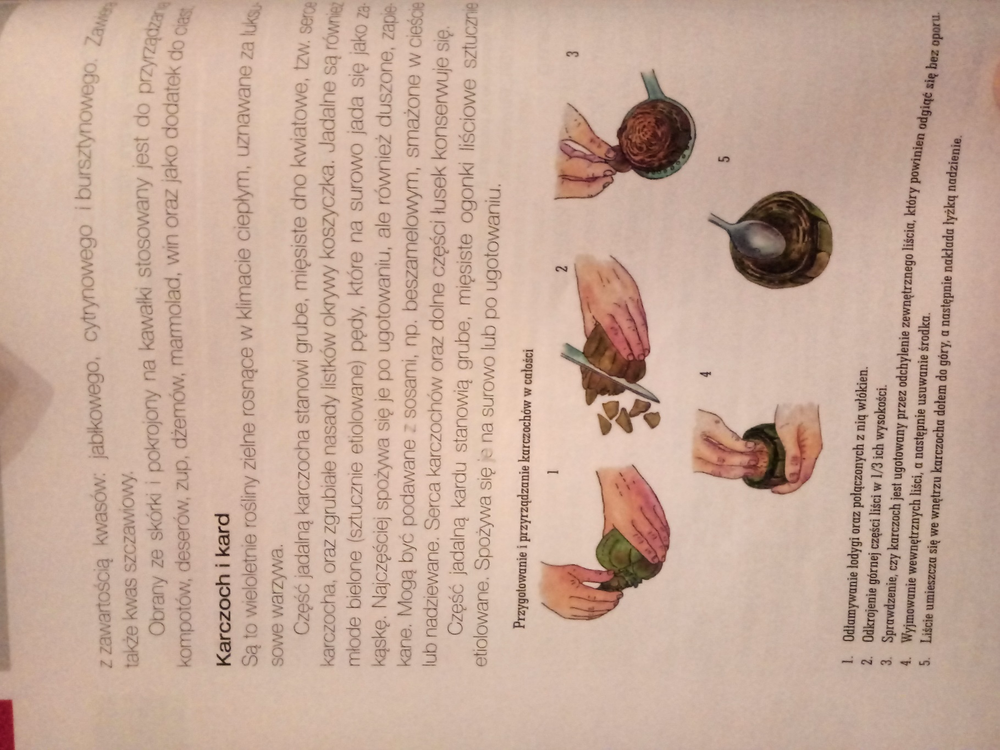 z zawartością kwasów: jabłkowego, cytrynowego i bursztynowego. Zawiera
także kwas szczawiowy.
Obrany ze skórki i pokrojony na kawałki stosowany jest do przyrządzania
kompotów, deserów, zup, dżemów, marmolad, win oraz jako dodatek do ciast.
Karczoch i kard
Są to wieloletnie rośliny zielne rosnące w klimacie ciepłym, uznawane za luksu-
sowe warzywa.
Część jadalną karczocha stanowi grube, mięsiste dno kwiatowe, tzw. serce
karczocha, oraz zgrubiałe nasady listków okrywy koszyczka. Jadalne są również
młode bielone (sztucznie etiolowane) pędy, które na surowo jada się jako za-
kąskę. Najczęściej spożywa się je po ugotowaniu, ale również duszone, zapie-
kane. Mogą być podawane z sosami, np. beszamelowym, smażone w cieście
lub nadziewane. Serca karczochów oraz dolne części łusek konserwuje się.
Część jadalną kardu stanowią grube, mięsiste ogonki liściowe sztucznie
etiolowane. Spożywa się je na surowo lub po ugotowaniu.
Przygotowanie i przyrządzanie karczochów w całości
1
2
3
4
5
1. Odłamywanie łodygi oraz połączonych z nią włókien.
2. Odkrojenie górnej części liści w 1/3 ich wysokości.
3. Sprawdzenie, czy karczoch jest ugotowany przez odchylenie zewnętrznego liścia, który powinien odgiąć się bez oporu.
4. Wyjmowanie wewnętrznych liści, a następnie usuwanie środka.
5. Liście umieszcza się we wnętrzu karczocha dołem do góry, a następnie nakłada łyżką nadzienie.